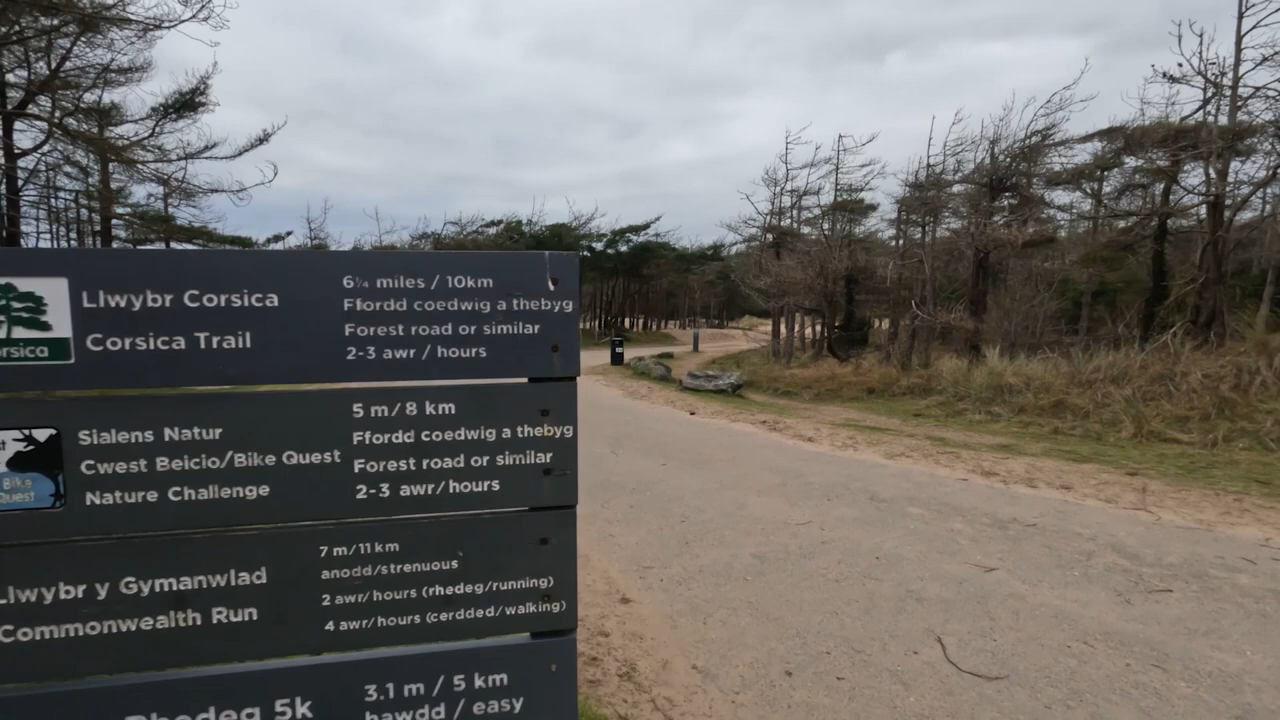 Llwybr Corsica
Corsica Trail
6¼ miles / 10km
Ffordd coedwig a thebyg
Forest road or similar
2-3 awr / hours
orsica
Sialens Natur
Cwest Beicio/Bike Quest
Nature Challenge
5 m/8 km
Ffordd coedwig a thebyg
Forest road or similar
2-3 awr/hours
Bike
Quest
Llwybr y Gymanwlad
Commonwealth Run
7 m/11 km
anodd/strenuous
2 awr/hours (rhedeg/running)
4 awr/hours (cerdded/walking)
Rhedeg 5k
3.1 m / 5 km
hawdd / easy